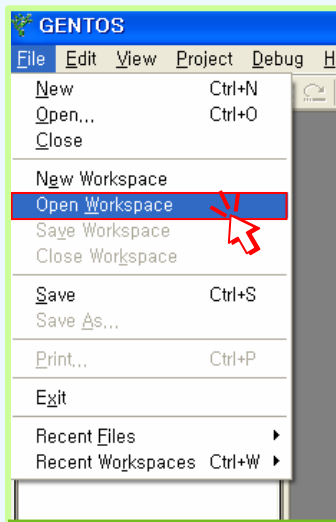 GENTOS
File Edit View Project Debug H
New Ctrl+N
Open... Ctrl+O
Close
New Workspace
Open Workspace
Save Workspace
Close Workspace
Save Ctrl+S
Save As...
Print... Ctrl+P
Exit
Recent Files
Recent Workspaces Ctrl+W